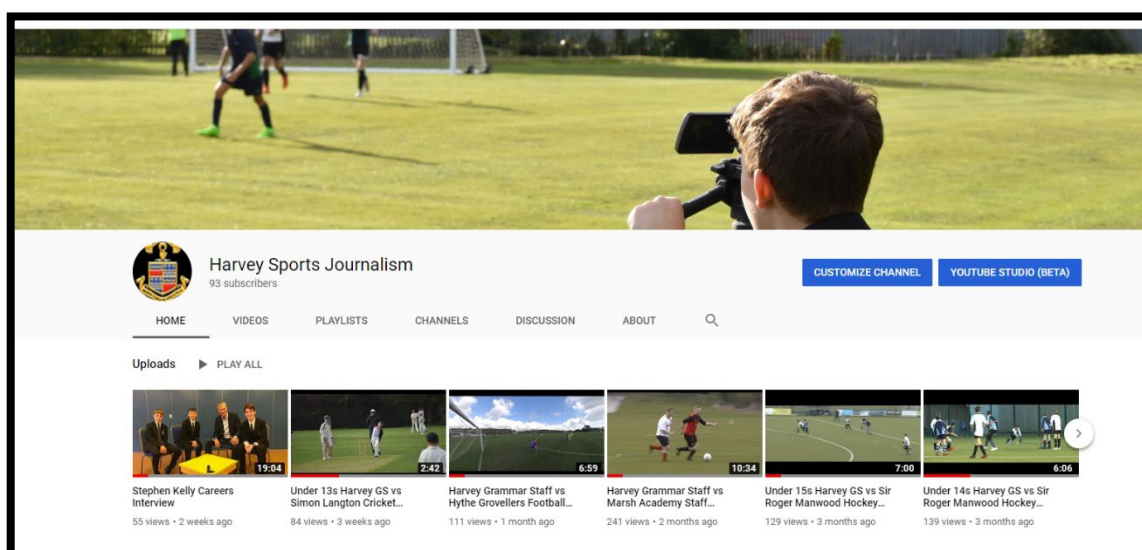 Harvey Sports Journalism
93 subscribers
CUSTOMIZE CHANNEL
YOUTUBE STUDIO (BETA)
HOME VIDEOS PLAYLISTS CHANNELS DISCUSSION ABOUT
Uploads PLAY ALL
19:04
2:42
6:59
10:34
7:00
6:06
Stephen Kelly Careers
Interview
55 views • 2 weeks ago
Under 13s Harvey GS vs
Simon Langton Cricket...
84 views • 3 weeks ago
Harvey Grammar Staff vs
Hythe Grovellers Football...
111 views • 1 month ago
Harvey Grammar Staff vs
Marsh Academy Staff...
241 views • 2 months ago
Under 15s Harvey GS vs Sir
Roger Manwood Hockey...
129 views • 3 months ago
Under 14s Harvey GS vs Sir
Roger Manwood Hockey...
139 views • 3 months ago